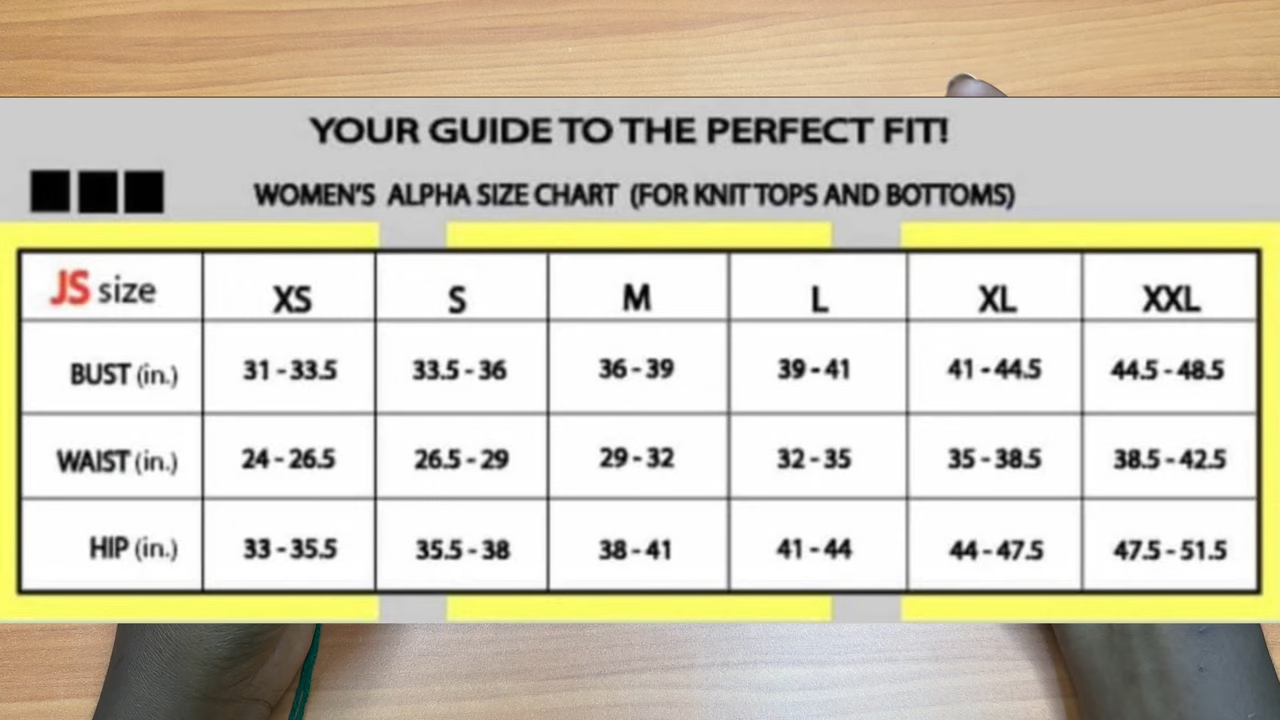 YOUR GUIDE TO THE PERFECT FIT!
WOMEN'S ALPHA SIZE CHART (FOR KNIT TOPS AND BOTTOMS)
JS size XS S M L XL XXL
BUST (in.) 31 - 33.5 33.5 - 36 36 - 39 39 - 41 41 - 44.5 44.5 - 48.5
WAIST (in.) 24 - 26.5 26.5 - 29 29 - 32 32 - 35 35 - 38.5 38.5 - 42.5
HIP (in.) 33 - 35.5 35.5 - 38 38 - 41 41 - 44 44 - 47.5 47.5 - 51.5